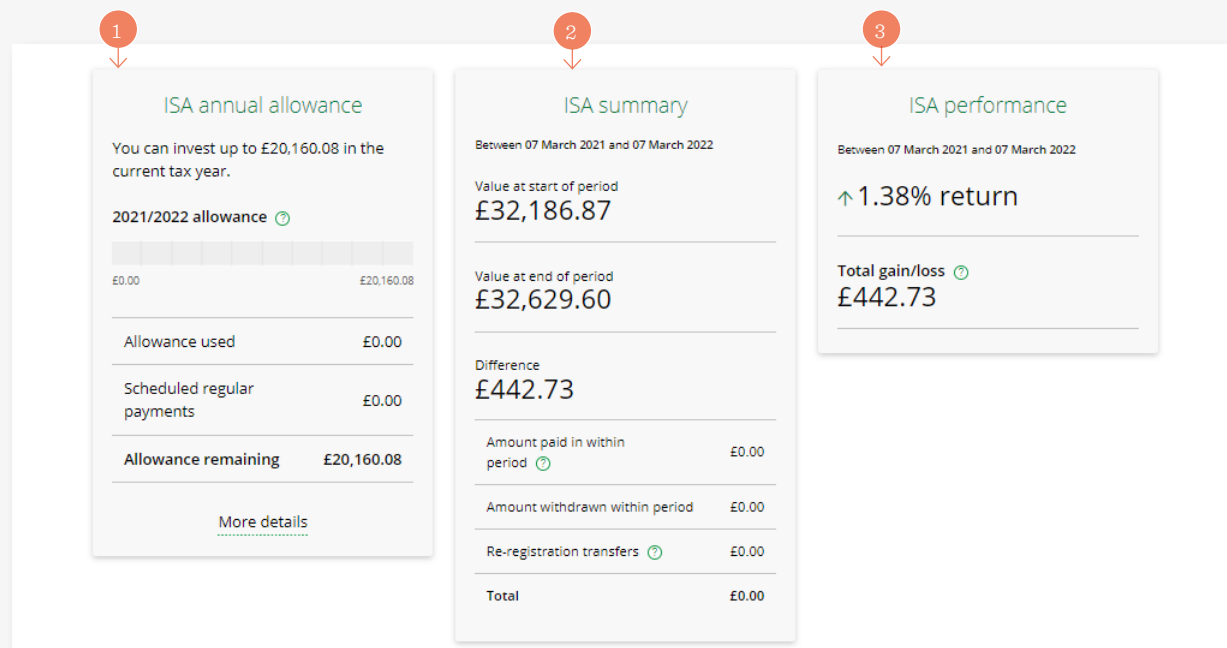 1
2
3
ISA annual allowance
You can invest up to £20,160.08 in the
current tax year.
2021/2022 allowance ?
£0.00 £20,160.08
Allowance used £0.00
Scheduled regular
payments £0.00
Allowance remaining £20,160.08
More details
ISA summary
Between 07 March 2021 and 07 March 2022
Value at start of period
£32,186.87
Value at end of period
£32,629.60
Difference
£442.73
Amount paid in within
period ? £0.00
Amount withdrawn within period £0.00
Re-registration transfers ? £0.00
Total £0.00
ISA performance
Between 07 March 2021 and 07 March 2022
↑1.38% return
Total gain/loss ?
£442.73